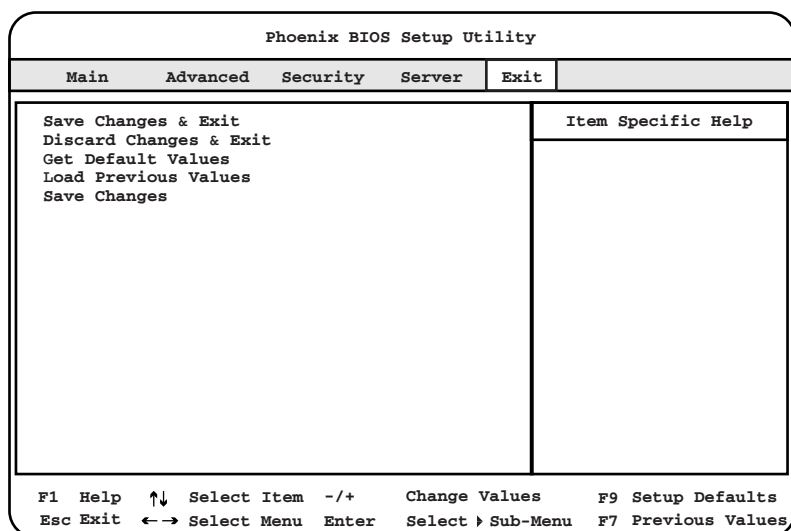 Phoenix BIOS Setup Utility
Main Advanced Security Server Exit
Save Changes & Exit
Discard Changes & Exit
Get Default Values
Load Previous Values
Save Changes
Item Specific Help
F1 Help ↑↓ Select Item -/+ Change Values F9 Setup Defaults
Esc Exit ←→ Select Menu Enter Select ▶ Sub-Menu F7 Previous Values